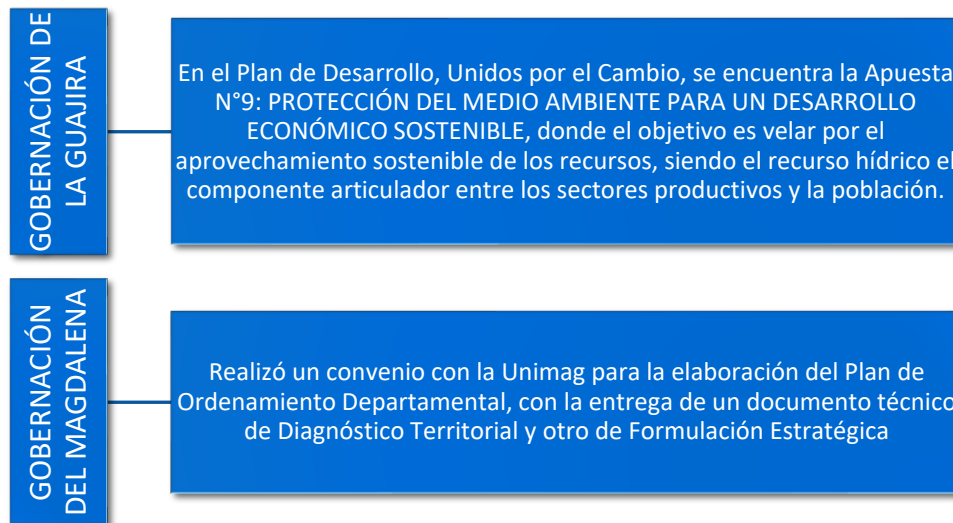 GOBERNACIÓN DE
LA GUAJIRA
En el Plan de Desarrollo, Unidos por el Cambio, se encuentra la Apuesta
N°9: PROTECCIÓN DEL MEDIO AMBIENTE PARA UN DESARROLLO
ECONÓMICO SOSTENIBLE, donde el objetivo es velar por el
aprovechamiento sostenible de los recursos, siendo el recurso hídrico el
componente articulador entre los sectores productivos y la población.
GOBERNACIÓN
DEL MAGDALENA
Realizó un convenio con la Unimag para la elaboración del Plan de
Ordenamiento Departamental, con la entrega de un documento técnico
de Diagnóstico Territorial y otro de Formulación Estratégica